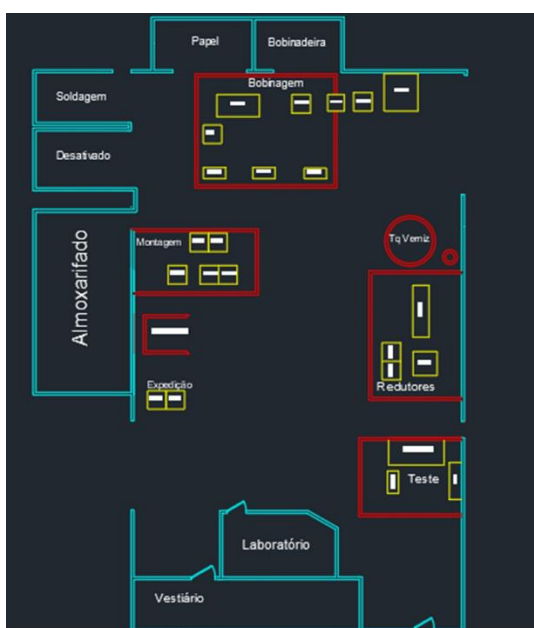 Papel
Bobinadeira
Bobinagem
Soldagem
Desativado
Almoxarifado
Montagem
Tq Verniz
Expedição
Redutores
Teste
Laboratório
Vestiário